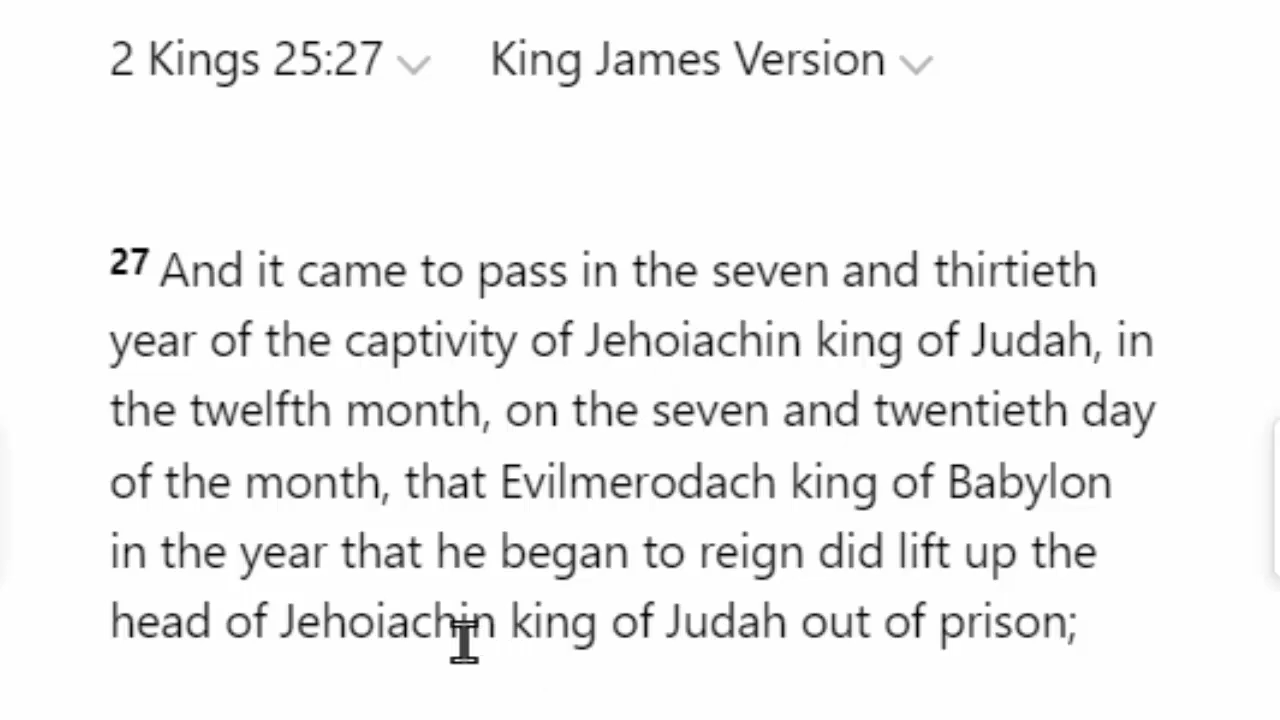 2 Kings 25:27 King James Version
27 And it came to pass in the seven and thirtieth
year of the captivity of Jehoiachin king of Judah, in
the twelfth month, on the seven and twentieth day
of the month, that Evilmerodach king of Babylon
in the year that he began to reign did lift up the
head of Jehoiachin king of Judah out of prison;